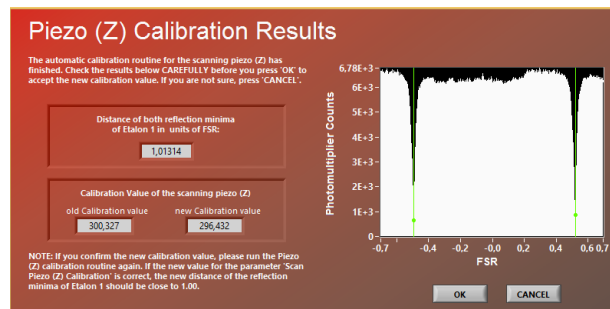 Piezo (Z) Calibration Results
The automatic calibration routine for the scanning piezo (Z) has
finished. Check the results below CAREFULLY before you press 'OK' to
accept the new calibration value. If you are not sure, press 'CANCEL'.
Distance of both reflection minima
of Etalon 1 in units of FSR:
1,01314
Calibration Value of the scanning piezo (Z)
old Calibration value
new Calibration value
300,327
296,432
NOTE: If you confirm the new calibration value, please run the Piezo
(Z) calibration routine again. If the new value for the parameter 'Scan
Piezo (Z) Calibration' is correct, the new distance of the reflection
minima of Etalon 1 should be close to 1.00.
Photomultiplier Counts
6,78E+3
6E+3
5E+3
4E+3
3E+3
2E+3
1E+3
0
-0,7
-0,4
-0,2
-0,0
0,2
0,4
0,6
0,7
FSR
OK
CANCEL